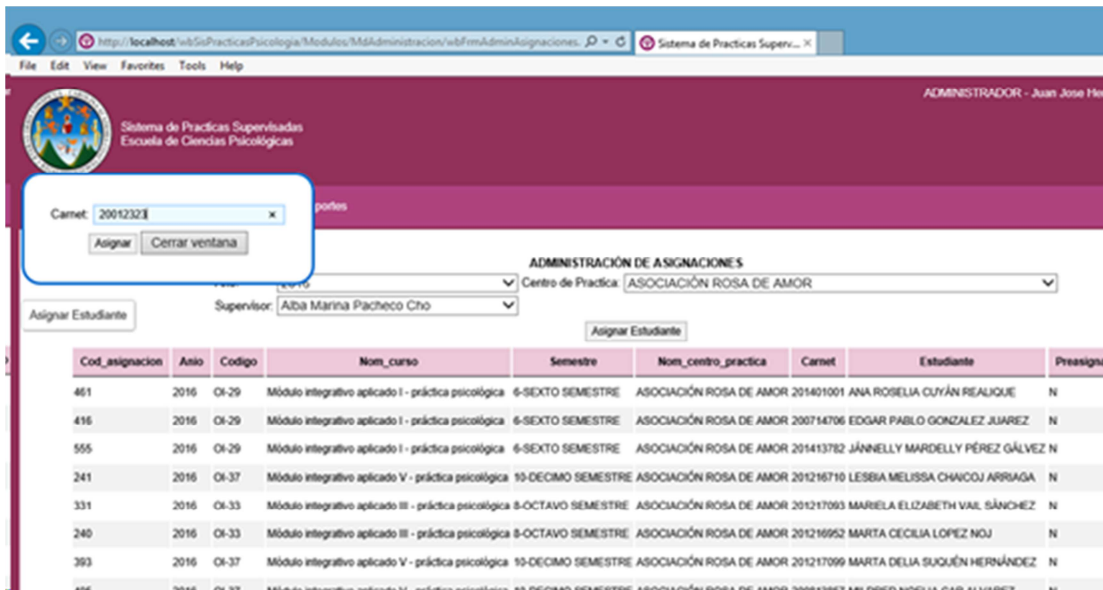 http://localhost/wbSisPracticasPsicologia/Modulos/MdAdministracion/wbFrmAdminAsignaciones.
Sistema de Practicas Superv...
File Edit View Favorites Tools Help
ADMINISTRADOR - Juan Jose He
Sistema de Practicas Supervisadas
Escuela de Ciencias Psicológicas
portes
Carnet: 20012323
Asignar Cerrar ventana
ADMINISTRACIÓN DE ASIGNACIONES
2016 Centro de Practica: ASOCIACIÓN ROSA DE AMOR
Supervisor: Alba Marina Pacheco Cho
Asignar Estudiante
Asignar Estudiante
Cod_asignacion Anio Codigo Nom_curso Semestre Nom_centro_practica Carnet Estudiante Preasigna
461 2016 OI-29 Módulo integrativo aplicado I - práctica psicológica 6-SEXTO SEMESTRE ASOCIACIÓN ROSA DE AMOR 201401001 ANA ROSELIA CUYÁN REALIQUE N
416 2016 OI-29 Módulo integrativo aplicado I - práctica psicológica 6-SEXTO SEMESTRE ASOCIACIÓN ROSA DE AMOR 200714706 EDGAR PABLO GONZALEZ JUAREZ N
555 2016 OI-29 Módulo integrativo aplicado I - práctica psicológica 6-SEXTO SEMESTRE ASOCIACIÓN ROSA DE AMOR 201413782 JÁNNELLY MARDELLY PÉREZ GÁLVEZ N
241 2016 OI-37 Módulo integrativo aplicado V - práctica psicológica 10-DECIMO SEMESTRE ASOCIACIÓN ROSA DE AMOR 201216710 LESBIA MELISSA CHAICOJ ARRIAGA N
331 2016 OI-33 Módulo integrativo aplicado III - práctica psicológica 8-OCTAVO SEMESTRE ASOCIACIÓN ROSA DE AMOR 201217093 MARIELA ELIZABETH VAIL SÁNCHEZ N
240 2016 OI-33 Módulo integrativo aplicado III - práctica psicológica 8-OCTAVO SEMESTRE ASOCIACIÓN ROSA DE AMOR 201216952 MARTA CECILIA LOPEZ NOJ N
393 2016 OI-37 Módulo integrativo aplicado V - práctica psicológica 10-DECIMO SEMESTRE ASOCIACIÓN ROSA DE AMOR 201217099 MARTA DELIA SUQUÉN HERNÁNDEZ N